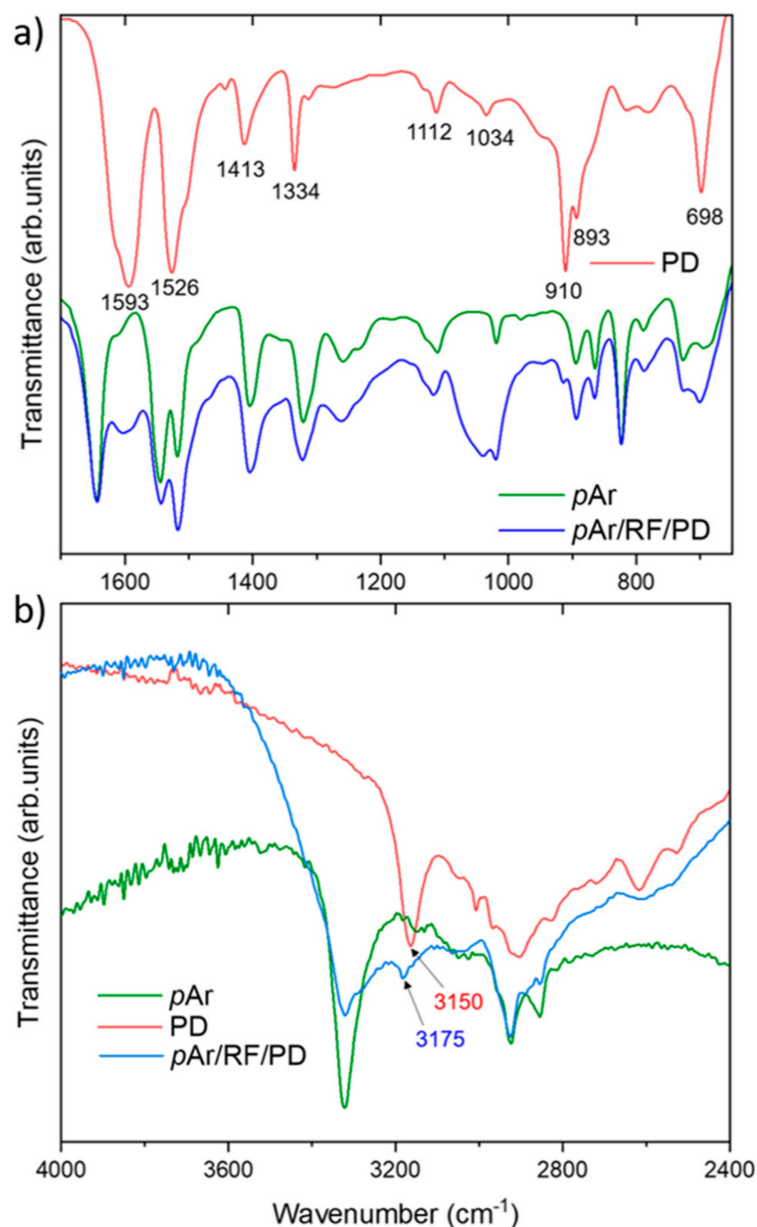 a)
Transmittance (arb.units)
1593
1526
1413
1334
1112
1034
910
893
698
PD
pAr
pAr/RF/PD
1600 1400 1200 1000 800
b)
Transmittance (arb.units)
pAr
PD
pAr/RF/PD
3150
3175
4000 3600 3200 2800 2400
Wavenumber (cm⁻¹)